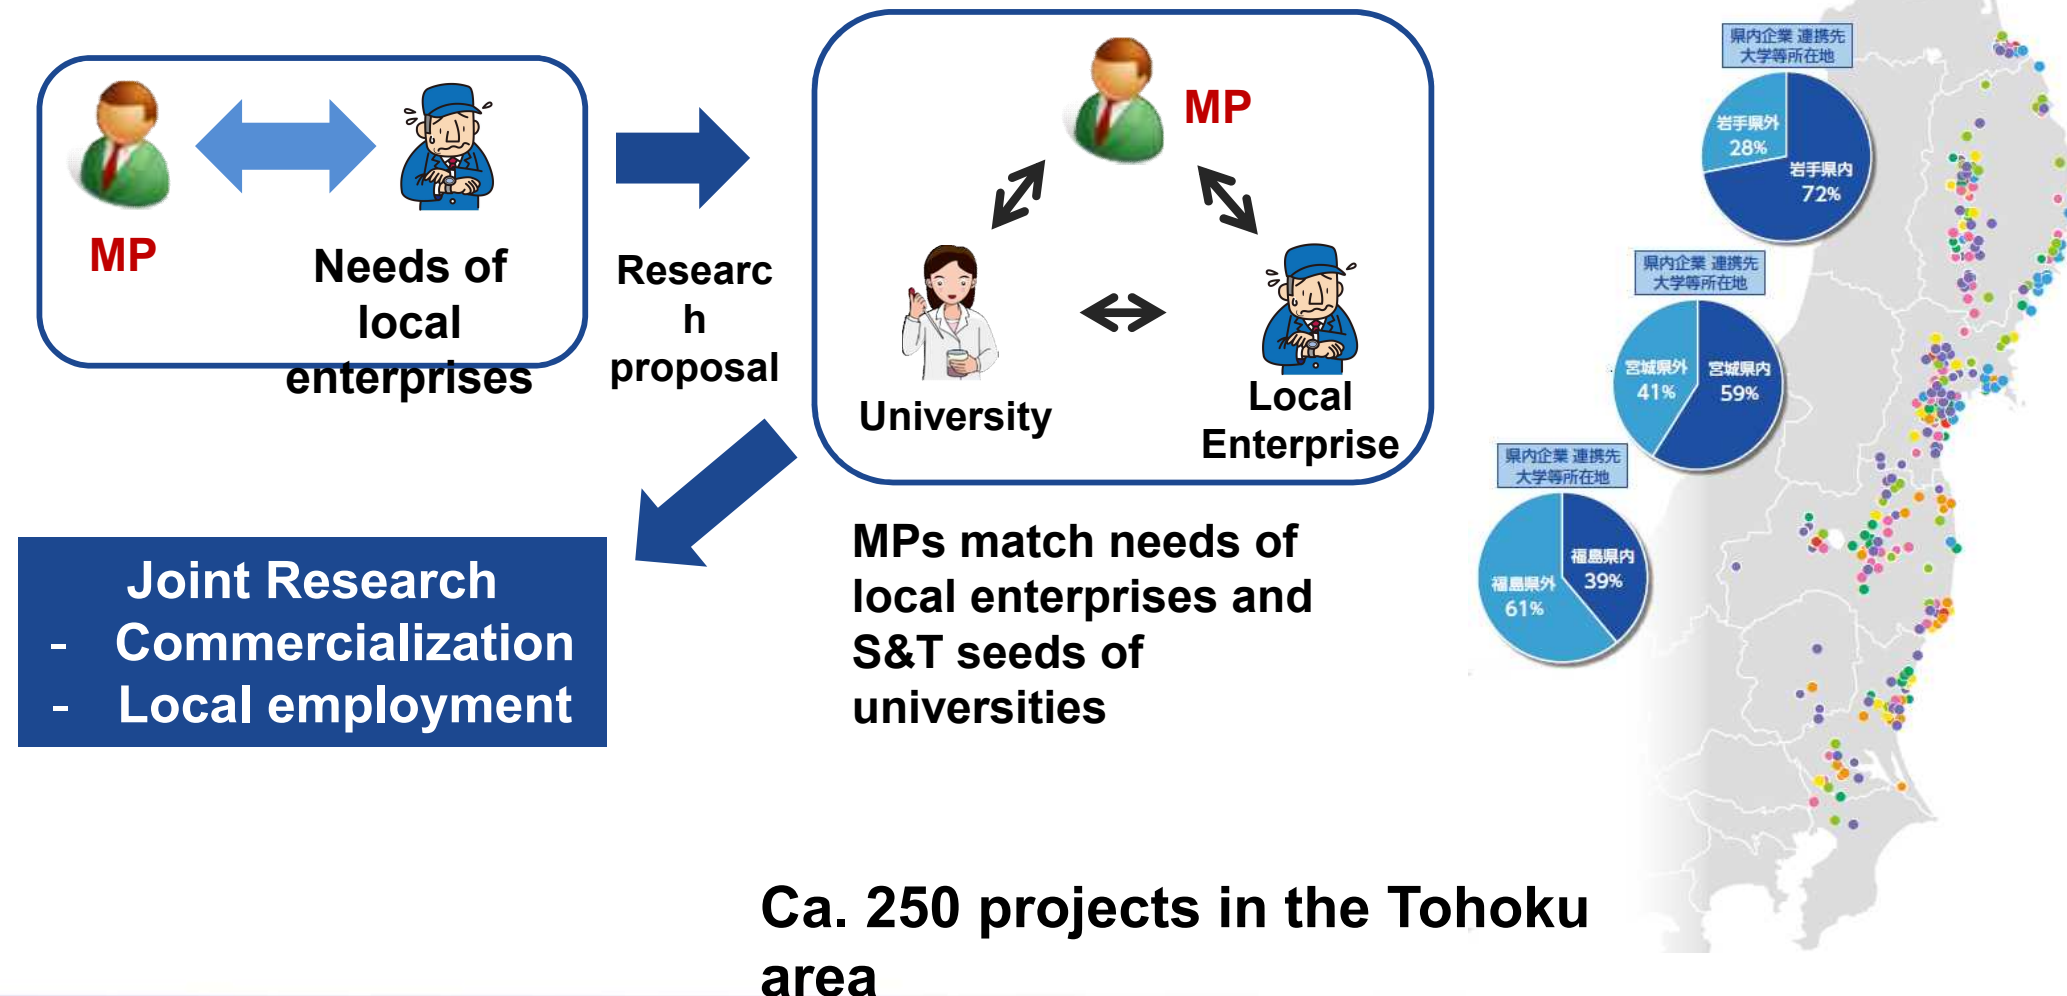 MP
Needs of
local
enterprises
Researc
h
proposal
MP
University
Local
Enterprise
Joint Research
- Commercialization
- Local employment
MPs match needs of
local enterprises and
S&T seeds of
universities
Ca. 250 projects in the Tohoku
area
県内企業 連携先
大学等所在地
岩手県外
28%
岩手県内
72%
県内企業 連携先
大学等所在地
宮城県外
41%
宮城県内
59%
県内企業 連携先
大学等所在地
福島県内
39%
福島県外
61%